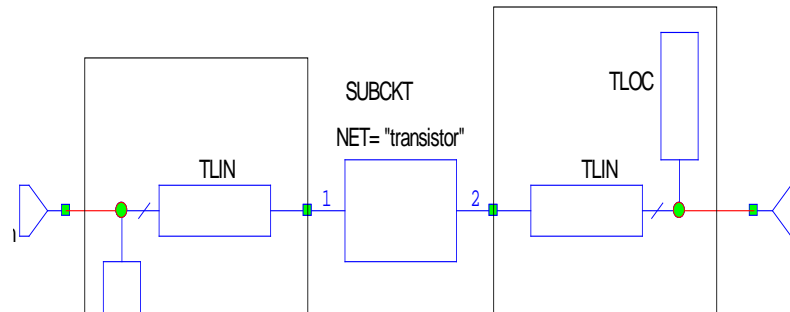 SUBCKT
TLOC
NET= "transistor"
TLIN
TLIN
1
2